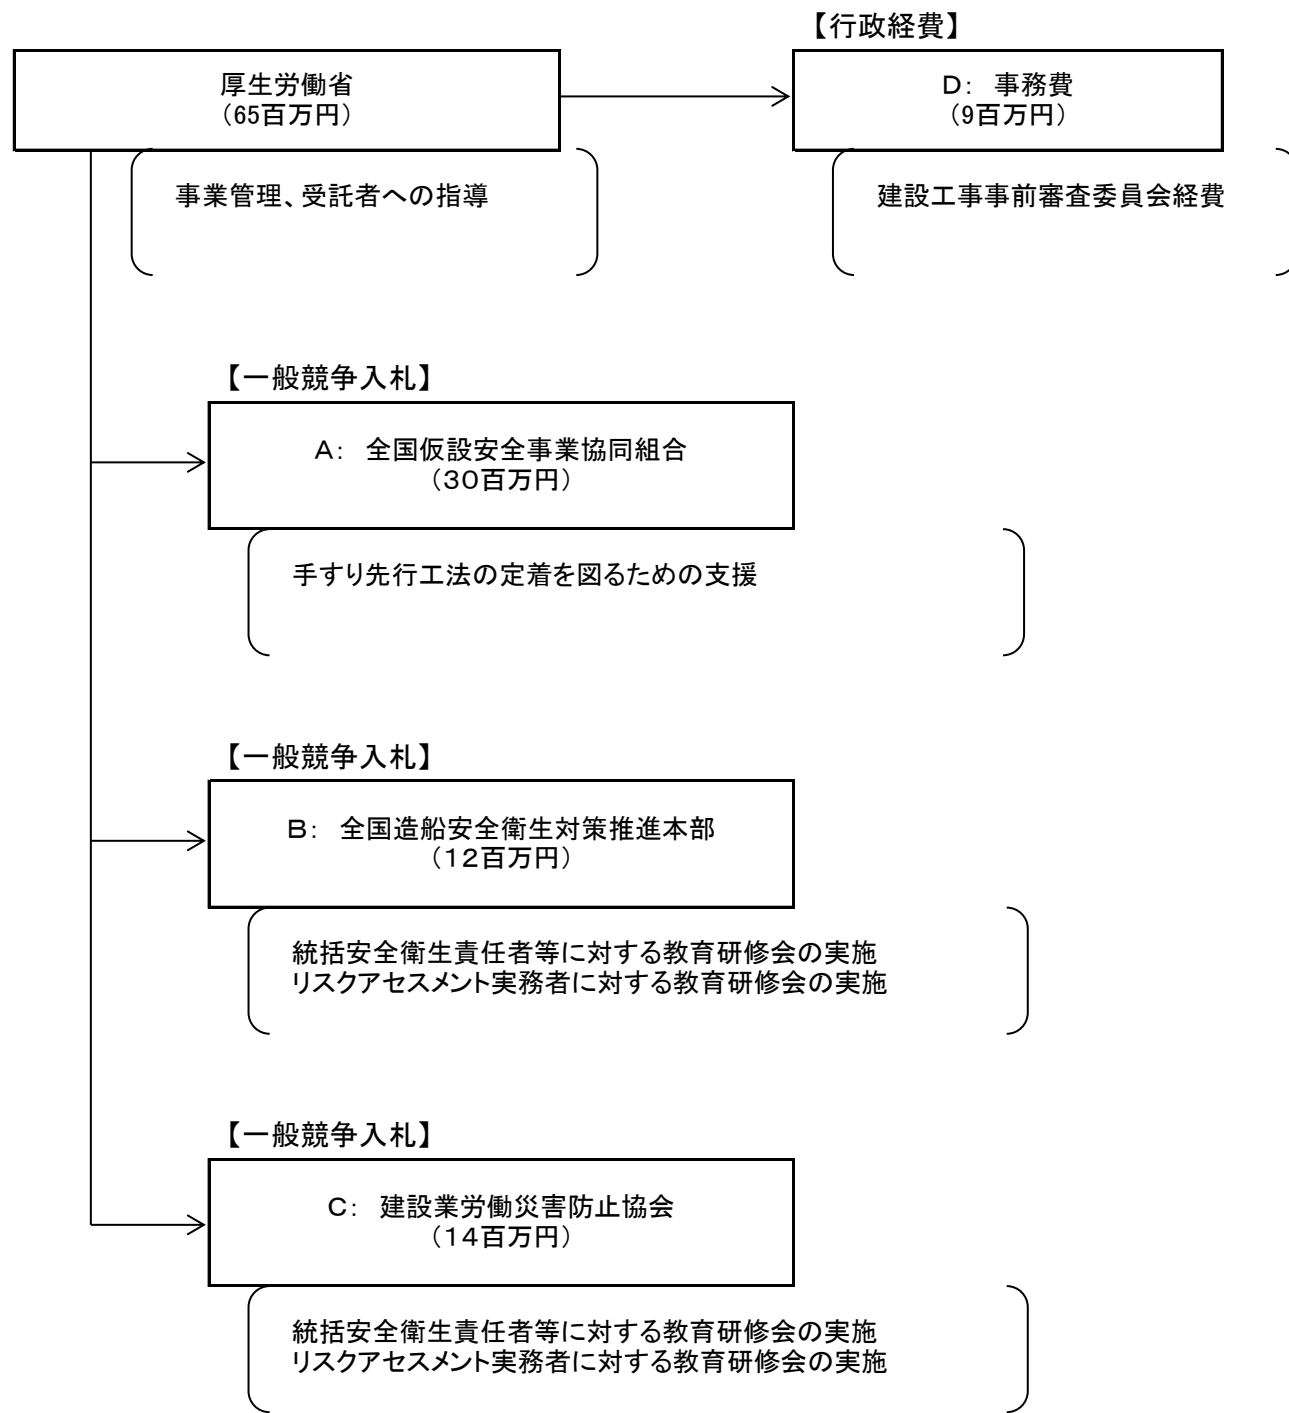 【行政経費】
厚生労働省
（65百万円）
D： 事務費
（9百万円）
事業管理、受託者への指導
建設工事事前審査委員会経費
【一般競争入札】
A： 全国仮設安全事業協同組合
（30百万円）
手すり先行工法の定着を図るための支援
【一般競争入札】
B： 全国造船安全衛生対策推進本部
（12百万円）
統括安全衛生責任者等に対する教育研修会の実施
リスクアセスメント実務者に対する教育研修会の実施
【一般競争入札】
C： 建設業労働災害防止協会
（14百万円）
統括安全衛生責任者等に対する教育研修会の実施
リスクアセスメント実務者に対する教育研修会の実施